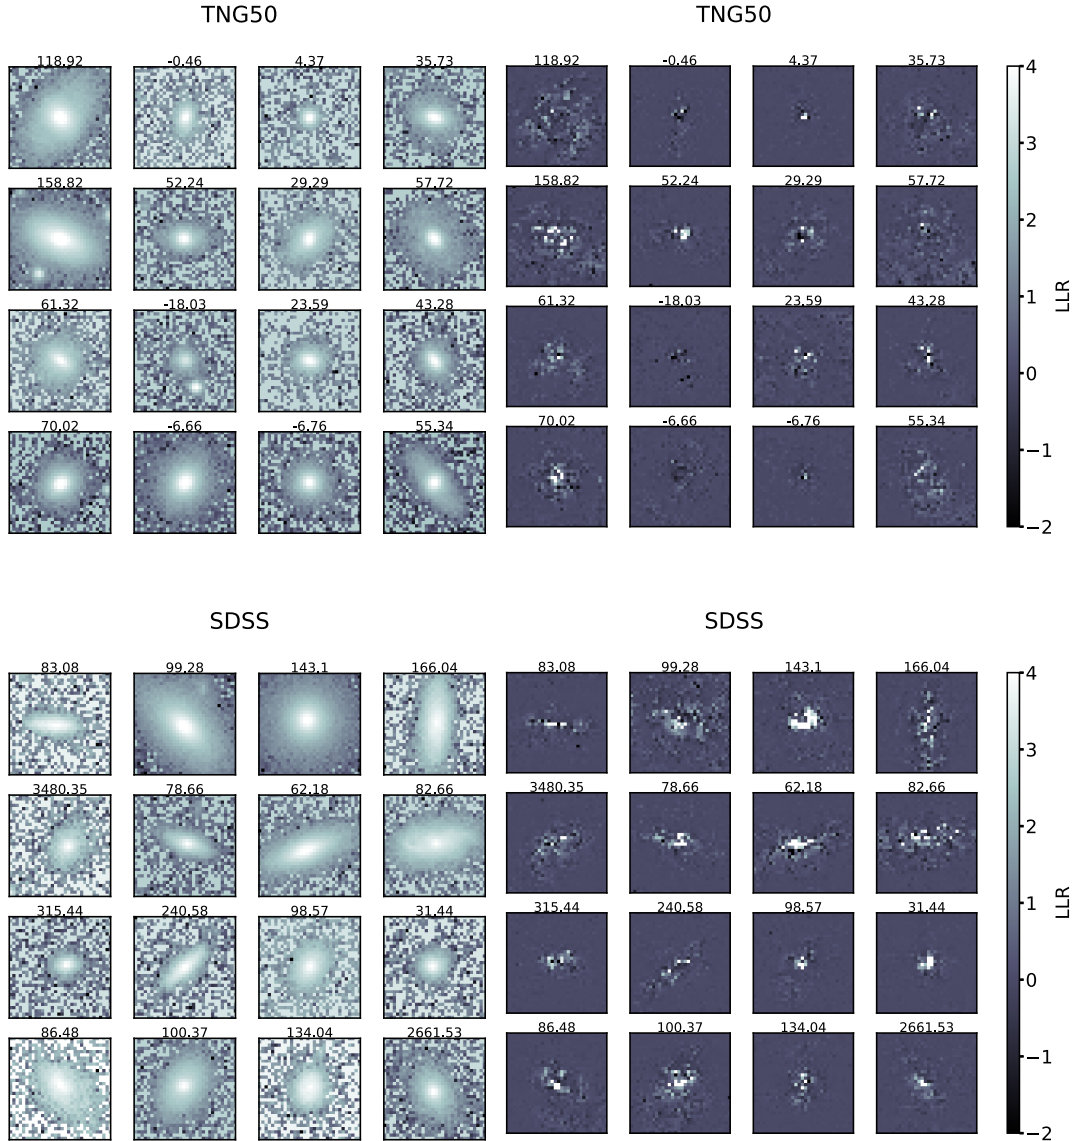 TNG50 TNG50
118.92 -0.46 4.37 35.73 118.92 -0.46 4.37 35.73 4
158.82 52.24 29.29 57.72 158.82 52.24 29.29 57.72 3
2
1
LLR
61.32 -18.03 23.59 43.28 61.32 -18.03 23.59 43.28
0
70.02 -6.66 -6.76 55.34 70.02 -6.66 -6.76 55.34
−1
−2
SDSS SDSS
83.08 99.28 143.1 166.04 83.08 99.28 143.1 166.04 4
3
3480.35 78.66 62.18 82.66 3480.35 78.66 62.18 82.66
2
1
LLR
315.44 240.58 98.57 31.44 315.44 240.58 98.57 31.44
0
86.48 100.37 134.04 2661.53 86.48 100.37 134.04 2661.53
−1
−2